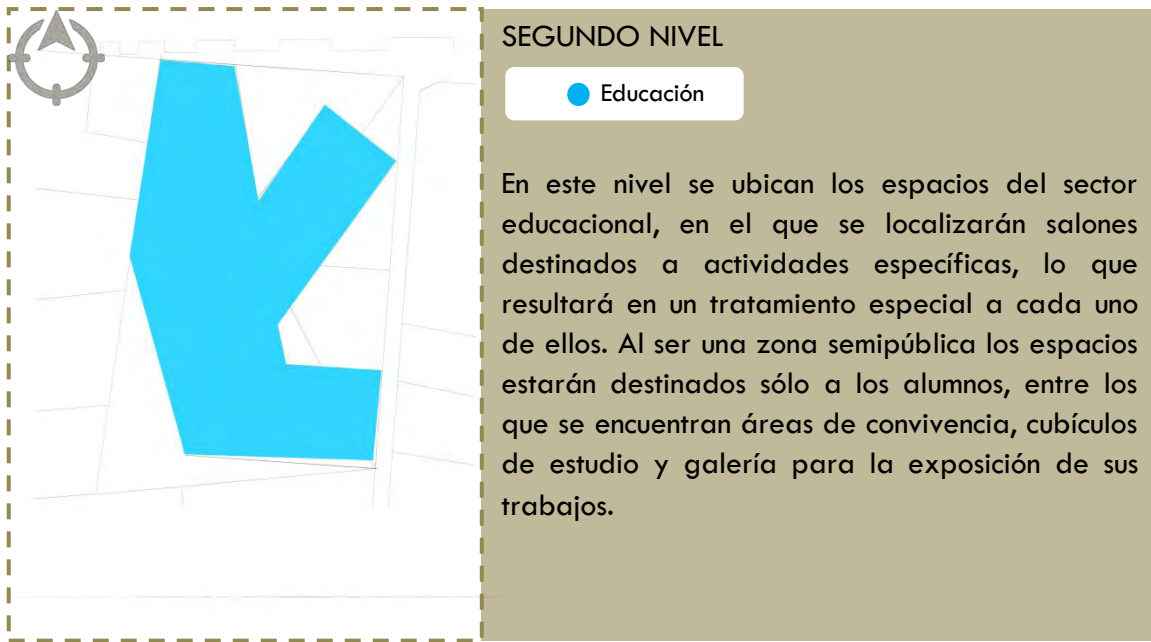 SEGUNDO NIVEL
Educación
En este nivel se ubican los espacios del sector
educacional, en el que se localizarán salones
destinados a actividades específicas, lo que
resultará en un tratamiento especial a cada uno
de ellos. Al ser una zona semipública los espacios
estarán destinados sólo a los alumnos, entre los
que se encuentran áreas de convivencia, cubículos
de estudio y galería para la exposición de sus
trabajos.